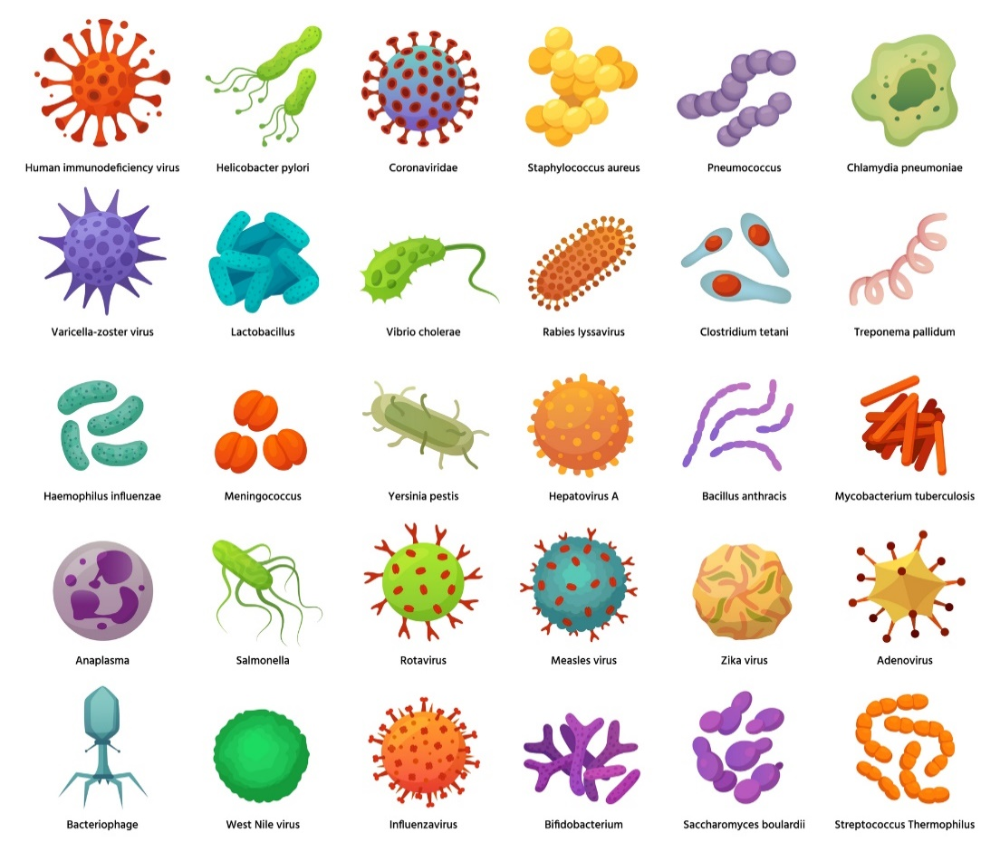 Human immunodeficiency virus
Helicobacter pylori
Coronaviridae
Staphylococcus aureus
Pneumococcus
Chlamydia pneumoniae
Varicella-zoster virus
Lactobacillus
Vibrio cholerae
Rabies lyssavirus
Clostridium tetani
Treponema pallidum
Haemophilus influenzae
Meningococcus
Yersinia pestis
Hepatovirus A
Bacillus anthracis
Mycobacterium tuberculosis
Anaplasma
Salmonella
Rotavirus
Measles virus
Zika virus
Adenovirus
Bacteriophage
West Nile virus
Influenzavirus
Bifidobacterium
Saccharomyces boulardii
Streptococcus Thermophilus